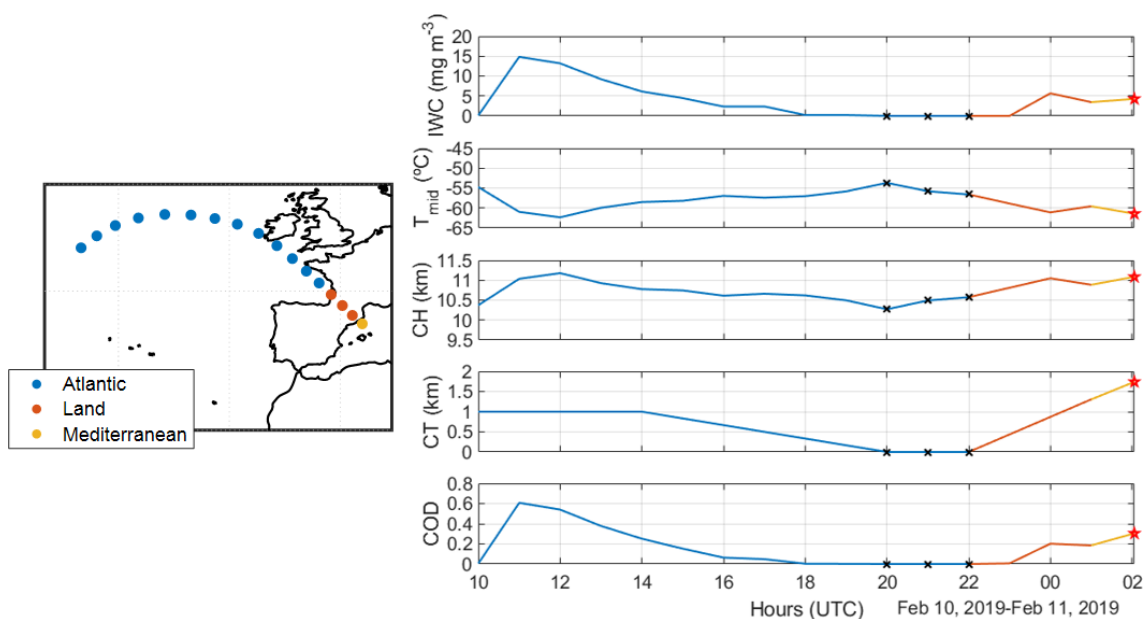 Atlantic
Land
Mediterranean
IWC (mg m-3)
20
15
10
5
0
Tmid (ºC)
-45
-50
-55
-60
-65
CH (km)
11.5
11
10.5
10
9.5
CT (km)
2
1.5
1
0.5
0
COD
0.8
0.6
0.4
0.2
0
10 12 14 16 18 20 22 00 02
Hours (UTC) Feb 10, 2019-Feb 11, 2019